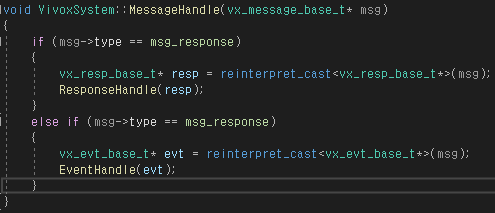 void VivoxSystem::MessageHandle(vx_message_base_t* msg)
{
if (msg->type == msg_response)
{
vx_resp_base_t* resp = reinterpret_cast<vx_resp_base_t*>(msg);
ResponseHandle(resp);
}
else if (msg->type == msg_response)
{
vx_evt_base_t* evt = reinterpret_cast<vx_evt_base_t*>(msg);
EventHandle(evt);
}
}